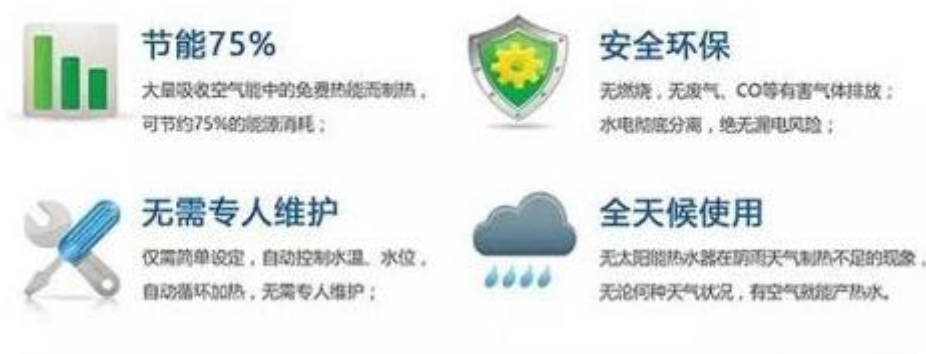 节能75%
大量吸收空气能中的免费热能而制热，
可节约75%的能源消耗；
安全环保
无燃烧，无废气、CO等有害气体排放；
水电彻底分离，绝无漏电风险；
无需专人维护
仅需简单设定，自动控制水温、水位，
自动循环加热，无需专人维护；
全天候使用
无太阳能热水器在阴雨天气制热不足的现象，
无论何种天气状况，有空气就能产热水。